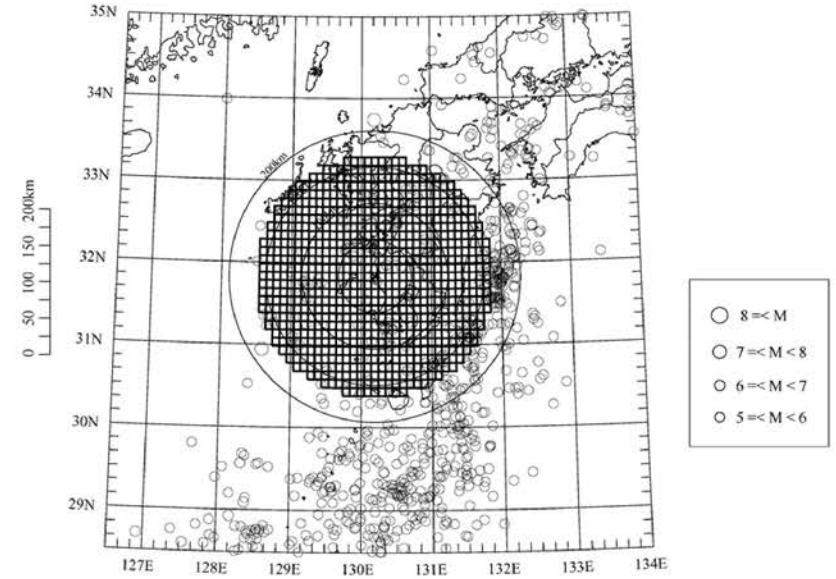 35N
34N
33N
32N
31N
30N
29N
200km
150
100
50
0
200km
127E
128E
129E
130E
131E
132E
133E
134E
8 =< M
7 =< M < 8
6 =< M < 7
5 =< M < 6